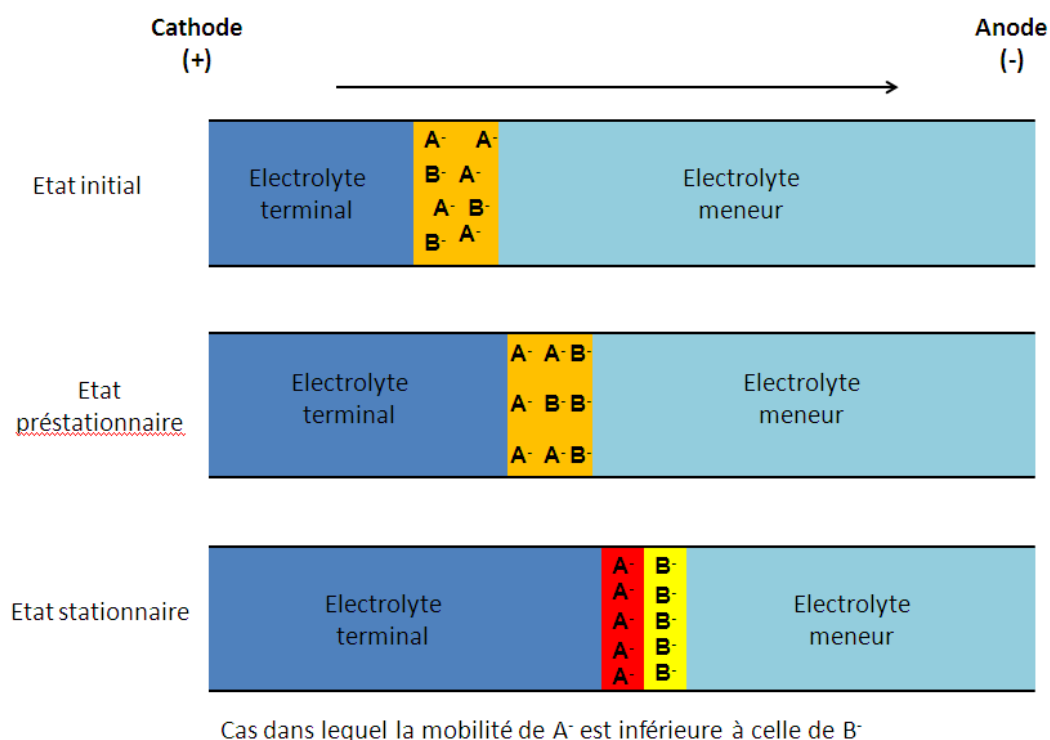 Cathode
(+)
Anode
(-)
Etat initial
Electrolyte
terminal
A- A-
B- A-
A- B-
B- A-
Electrolyte
meneur
Etat
préstationnaire
Electrolyte
terminal
A- A- B-
A- B- B-
A- A- B-
Electrolyte
meneur
Etat stationnaire
Electrolyte
terminal
A- B-
A- B-
A- B-
A- B-
A- B-
Electrolyte
meneur
Cas dans lequel la mobilité de A- est inférieure à celle de B-